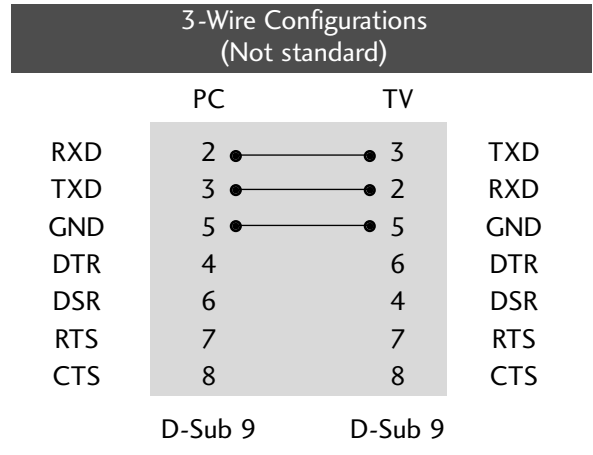 3-Wire Configurations
(Not standard)
PC TV
RXD 2 3 TXD
TXD 3 2 RXD
GND 5 5 GND
DTR 4 6 DTR
DSR 6 4 DSR
RTS 7 7 RTS
CTS 8 8 CTS
D-Sub 9 D-Sub 9